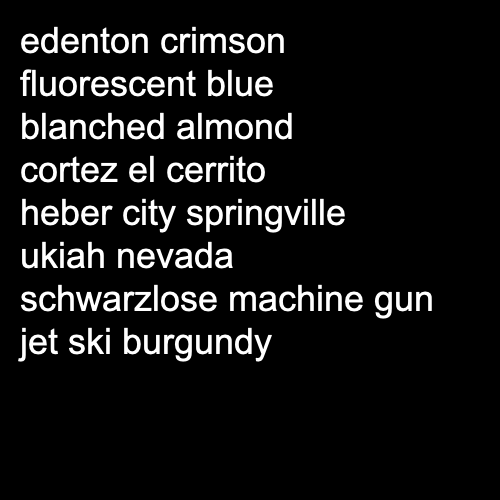 edenton crimson
fluorescent blue
blanched almond
cortez el cerrito
heber city springville
ukiah nevada
schwarzlose machine gun
jet ski burgundy